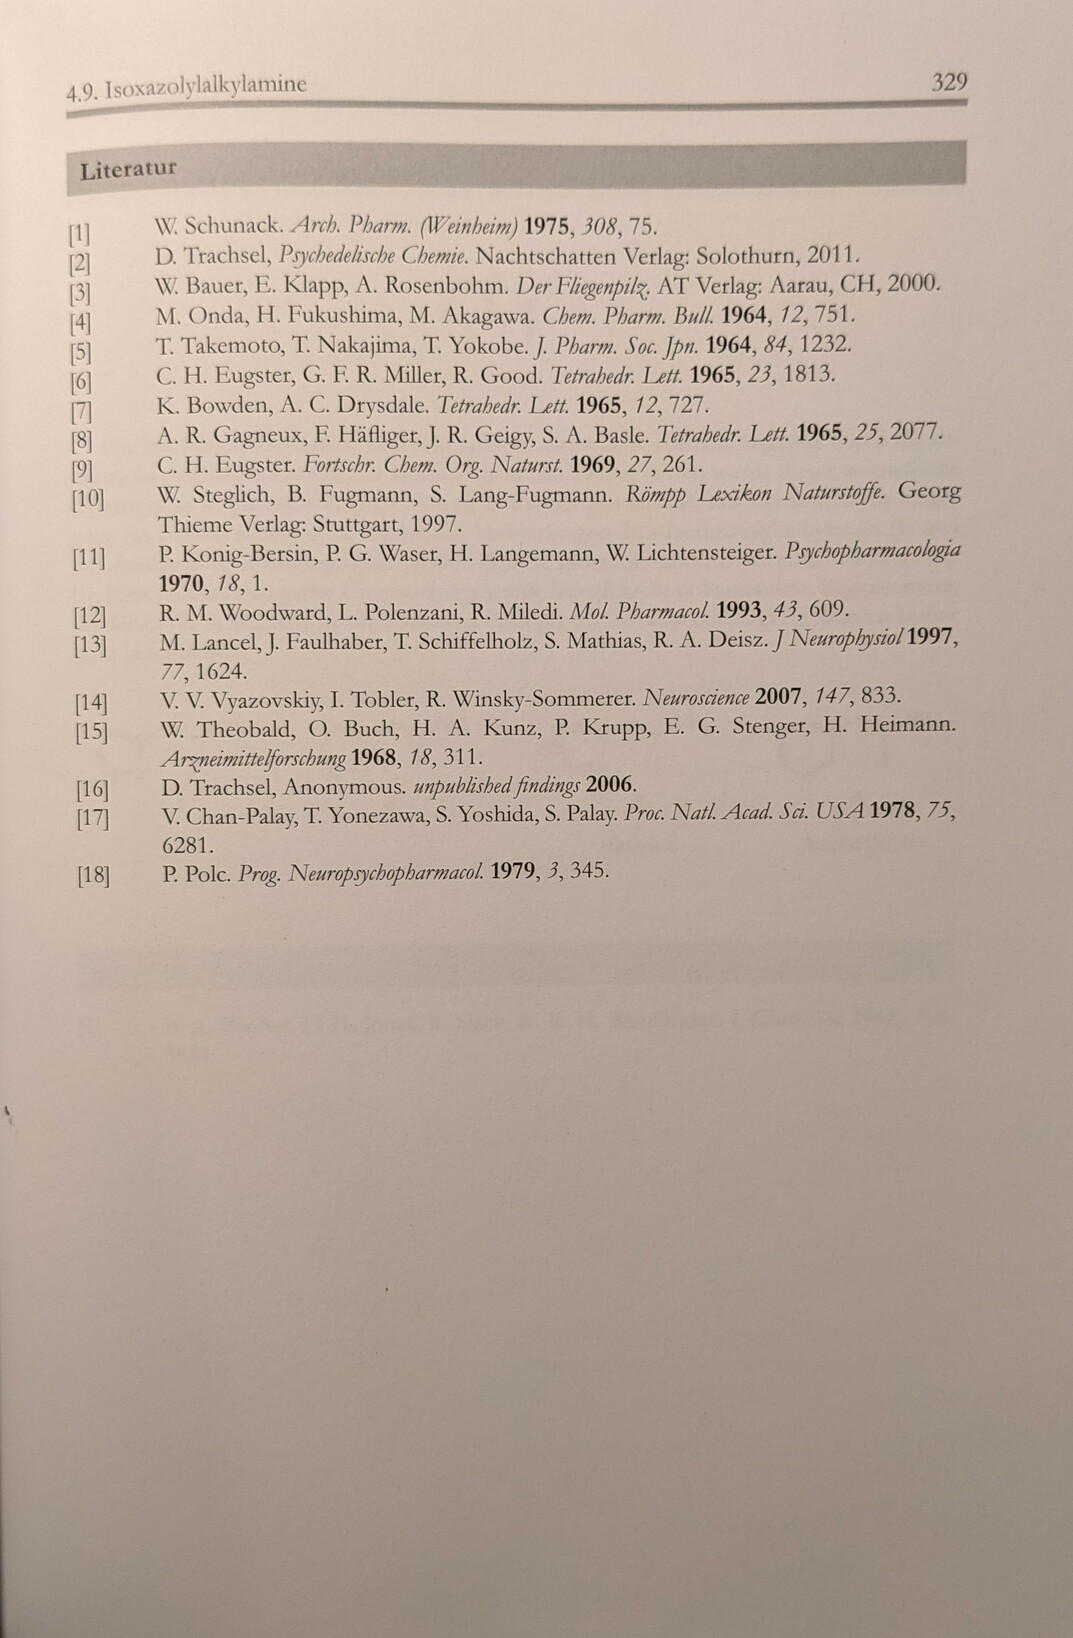 4.9. Isoxazolylalkylamine 329
Literatur
[1] W. Schunack. Arch. Pharm. (Weinheim) 1975, 308, 75.
[2] D. Trachsel, Psychedelische Chemie. Nachtschatten Verlag: Solothurn, 2011.
[3] W. Bauer, E. Klapp, A. Rosenbohm. Der Fliegenpilz. AT Verlag: Aarau, CH, 2000.
[4] M. Onda, H. Fukushima, M. Akagawa. Chem. Pharm. Bull. 1964, 12, 751.
[5] T. Takemoto, T. Nakajima, T. Yokobe. J. Pharm. Soc. Jpn. 1964, 84, 1232.
[6] C. H. Eugster, G. F. R. Miller, R. Good. Tetrahedr. Lett. 1965, 23, 1813.
[7] K. Bowden, A. C. Drysdale. Tetrahedr. Lett. 1965, 12, 727.
[8] A. R. Gagneux, F. Häfliger, J. R. Geigy, S. A. Basle. Tetrahedr. Lett. 1965, 25, 2077.
[9] C. H. Eugster. Fortschr. Chem. Org. Naturst. 1969, 27, 261.
[10] W. Steglich, B. Fugmann, S. Lang-Fugmann. Römpp Lexikon Naturstoffe. Georg
Thieme Verlag: Stuttgart, 1997.
[11] P. Konig-Bersin, P. G. Waser, H. Langemann, W. Lichtensteiger. Psychopharmacologia
1970, 18, 1.
[12] R. M. Woodward, L. Polenzani, R. Miledi. Mol. Pharmacol. 1993, 43, 609.
[13] M. Lancel, J. Faulhaber, T. Schiffelholz, S. Mathias, R. A. Deisz. J Neurophysiol 1997,
77, 1624.
[14] V. V. Vyazovskiy, I. Tobler, R. Winsky-Sommerer. Neuroscience 2007, 147, 833.
[15] W. Theobald, O. Buch, H. A. Kunz, P. Krupp, E. G. Stenger, H. Heimann.
Arzneimittelforschung 1968, 18, 311.
[16] D. Trachsel, Anonymous. unpublished findings 2006.
[17] V. Chan-Palay, T. Yonezawa, S. Yoshida, S. Palay. Proc. Natl. Acad. Sci. USA 1978, 75,
6281.
[18] P. Polc. Prog. Neuropsychopharmacol. 1979, 3, 345.